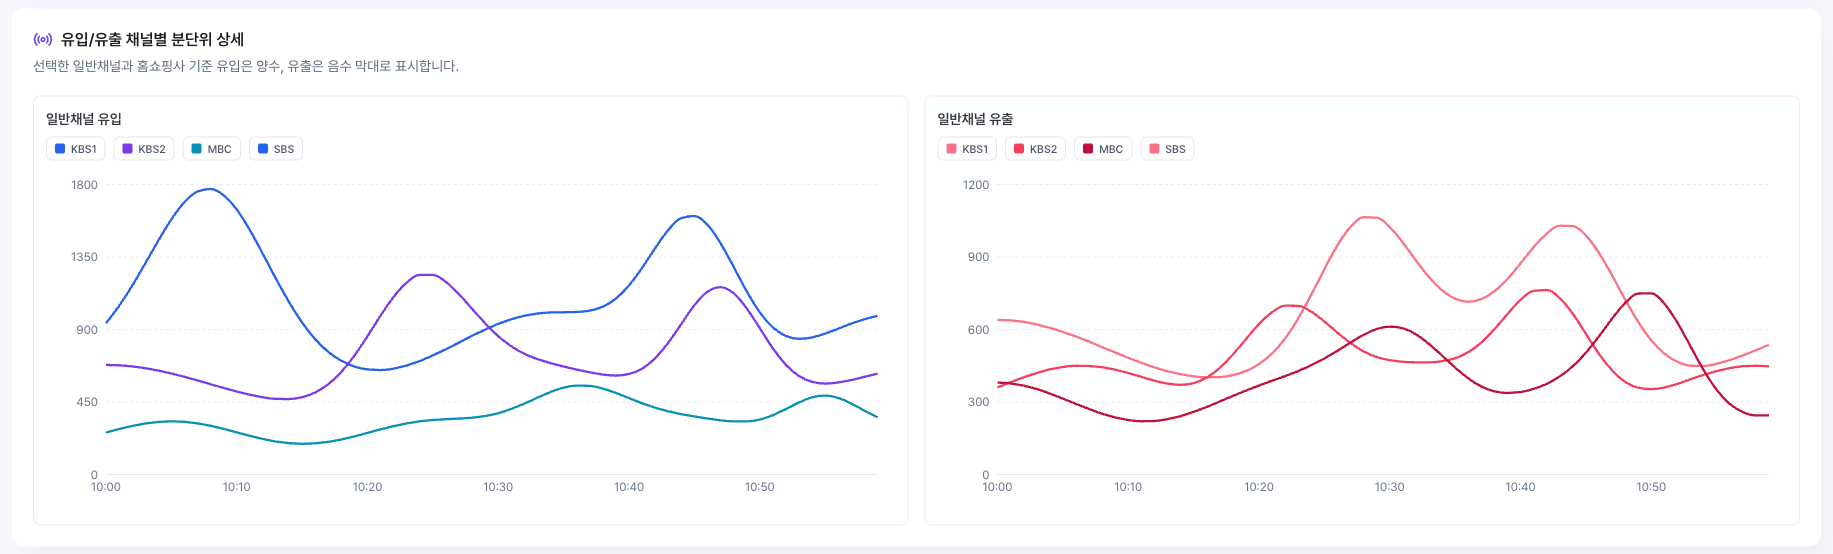 유입/유출 채널별 분단위 상세
선택한 일반채널과 홈쇼핑사 기준 유입은 양수, 유출은 음수 막대로 표시합니다.
일반채널 유입
KBS1 KBS2 MBC SBS
1800
1350
900
450
0
10:00 10:10 10:20 10:30 10:40 10:50
일반채널 유출
KBS1 KBS2 MBC SBS
1200
900
600
300
0
10:00 10:10 10:20 10:30 10:40 10:50